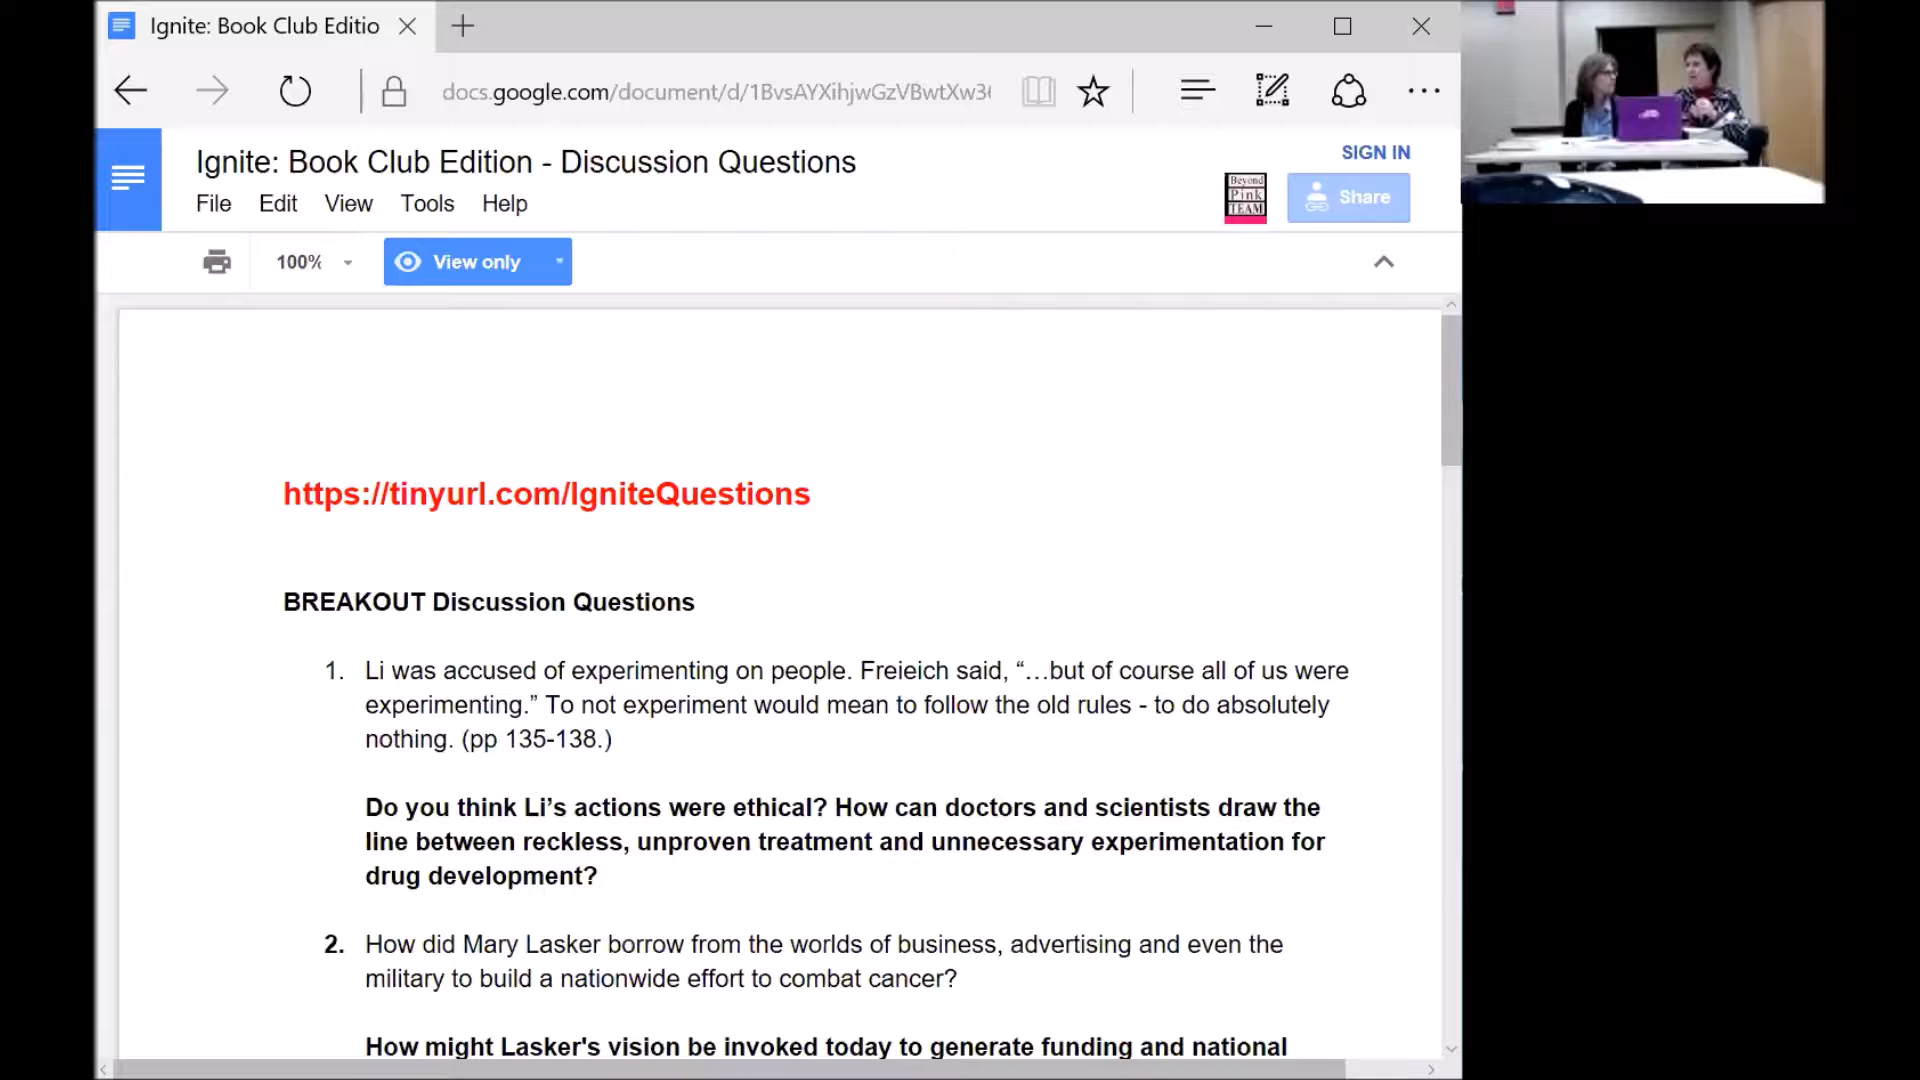 Ignite: Book Club Editio
docs.google.com/document/d/1BvsAYXihjwGzVBwtXw3
Ignite: Book Club Edition - Discussion Questions
SIGN IN
File Edit View Tools Help
Beyond
Pink
TEAM
Share
100%
View only
https://tinyurl.com/IgniteQuestions
BREAKOUT Discussion Questions
1. Li was accused of experimenting on people. Freieich said, “…but of course all of us were
experimenting.” To not experiment would mean to follow the old rules - to do absolutely
nothing. (pp 135-138.)
Do you think Li’s actions were ethical? How can doctors and scientists draw the
line between reckless, unproven treatment and unnecessary experimentation for
drug development?
2. How did Mary Lasker borrow from the worlds of business, advertising and even the
military to build a nationwide effort to combat cancer?
How might Lasker's vision be invoked today to generate funding and national